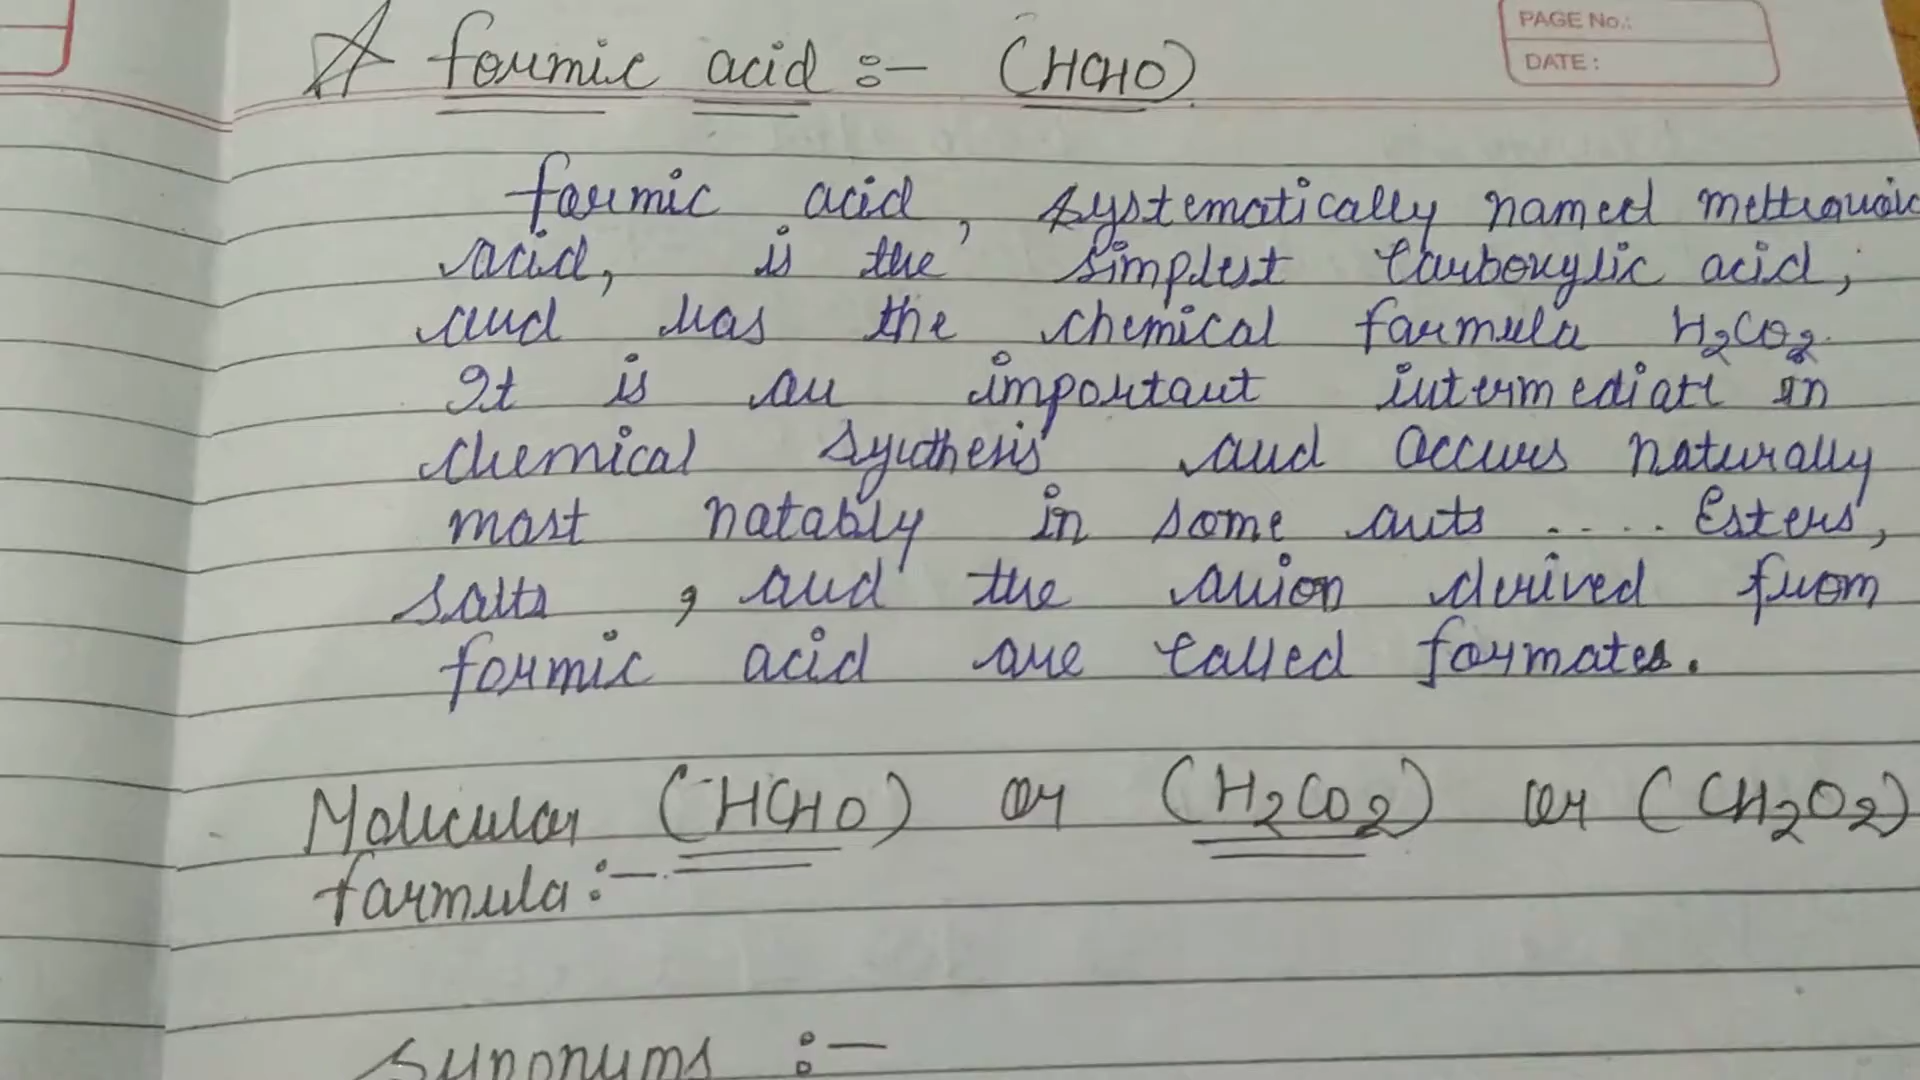 formic acid :- (HCHO)
PAGE No.:
DATE :
formic acid, systematically named methanoic
acid, is the simplest carboxylic acid,
and has the chemical formula H₂CO₂.
It is an important intermediate in
chemical synthesis and occurs naturally
most notably in some ants ..... Esters,
salts, and the anion derived from
formic acid are called formates.
Molecular (HCHO) or (H₂CO₂) or (CH₂O₂)
formula :-
Synonyms :-